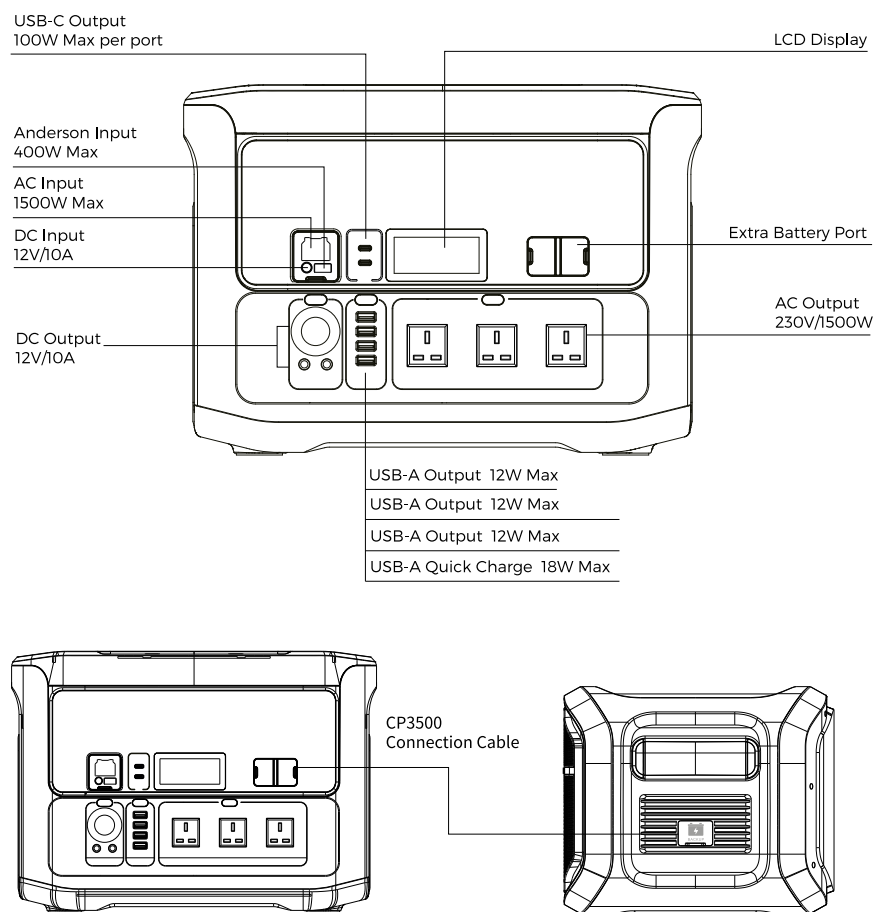 USB-C Output
100W Max per port
LCD Display
Anderson Input
400W Max
AC Input
1500W Max
DC Input
12V/10A
Extra Battery Port
AC Output
230V/1500W
DC Output
12V/10A
USB-A Output 12W Max
USB-A Output 12W Max
USB-A Output 12W Max
USB-A Quick Charge 18W Max
CP3500
Connection Cable